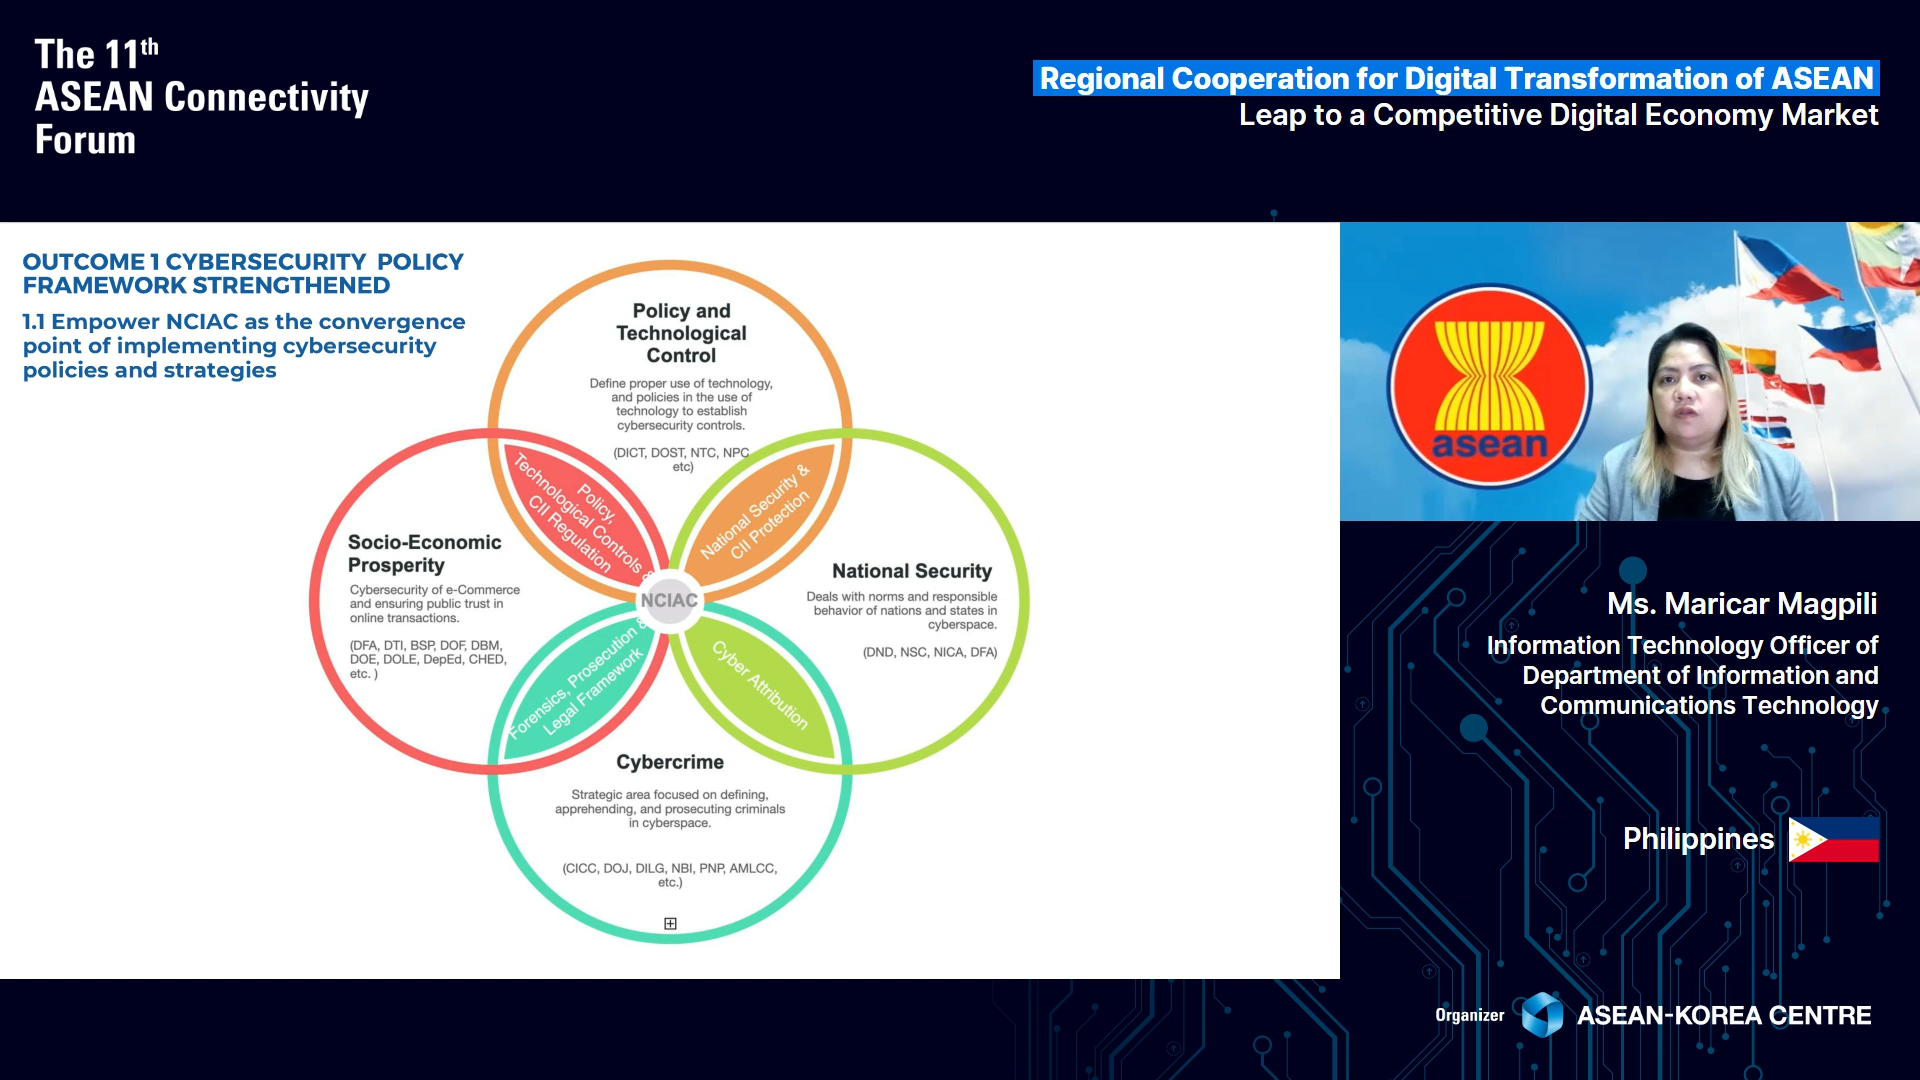 The 11th
ASEAN Connectivity
Forum
Regional Cooperation for Digital Transformation of ASEAN
Leap to a Competitive Digital Economy Market
OUTCOME 1 CYBERSECURITY POLICY
FRAMEWORK STRENGTHENED
1.1 Empower NCIAC as the convergence
point of implementing cybersecurity
policies and strategies
Policy and
Technological
Control
Define proper use of technology,
and policies in the use of
technology to establish
cybersecurity controls.
(DICT, DOST, NTC, NPC
etc)
Policy,
Technological Controls &
CII Regulation
National Security &
CII Protection
Socio-Economic
Prosperity
Cybersecurity of e-Commerce
and ensuring public trust in
online transactions.
(DFA, DTI, BSP, DOF, DBM,
DOE, DOLE, DepEd, CHED,
etc. )
NCIAC
National Security
Deals with norms and responsible
behavior of nations and states in
cyberspace.
(DND, NSC, NICA, DFA)
Forensics, Prosecution &
Legal Framework
Cyber Attribution
Cybercrime
Strategic area focused on defining,
apprehending, and prosecuting criminals
in cyberspace.
(CICC, DOJ, DILG, NBI, PNP, AMLCC,
etc.)
asean
Ms. Maricar Magpili
Information Technology Officer of
Department of Information and
Communications Technology
Philippines
Organizer
ASEAN-KOREA CENTRE